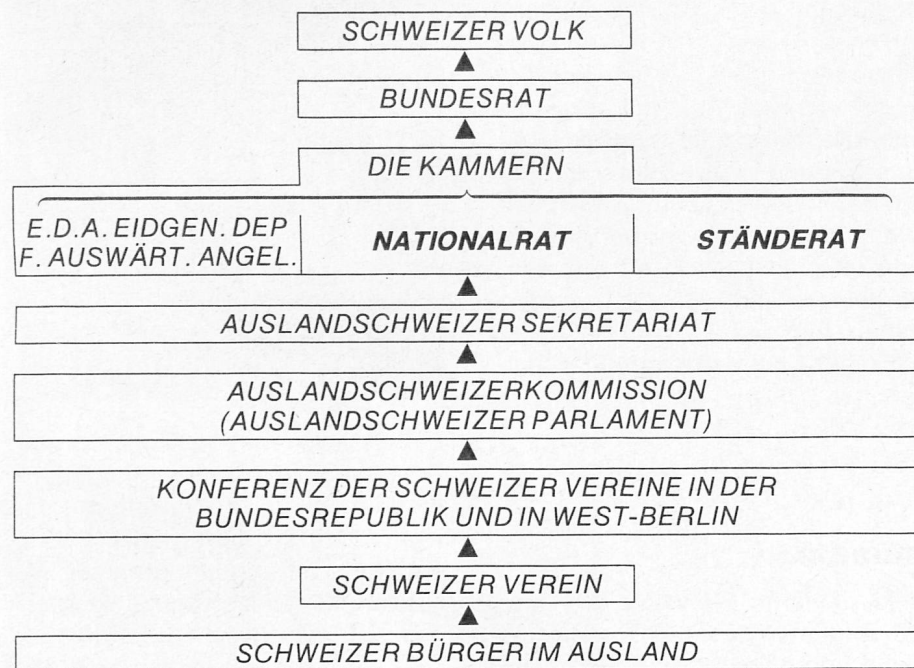 SCHWEIZER VOLK
BUNDESRAT
DIE KAMMERN
E.D.A. EIDGEN. DEP
F. AUSWÄRT. ANGEL.
NATIONALRAT
STÄNDERAT
AUSLANDSCHWEIZER SEKRETARIAT
AUSLANDSCHWEIZERKOMMISSION
(AUSLANDSCHWEIZER PARLAMENT)
KONFERENZ DER SCHWEIZER VEREINE IN DER
BUNDESREPUBLIK UND IN WEST-BERLIN
SCHWEIZER VEREIN
SCHWEIZER BÜRGER IM AUSLAND